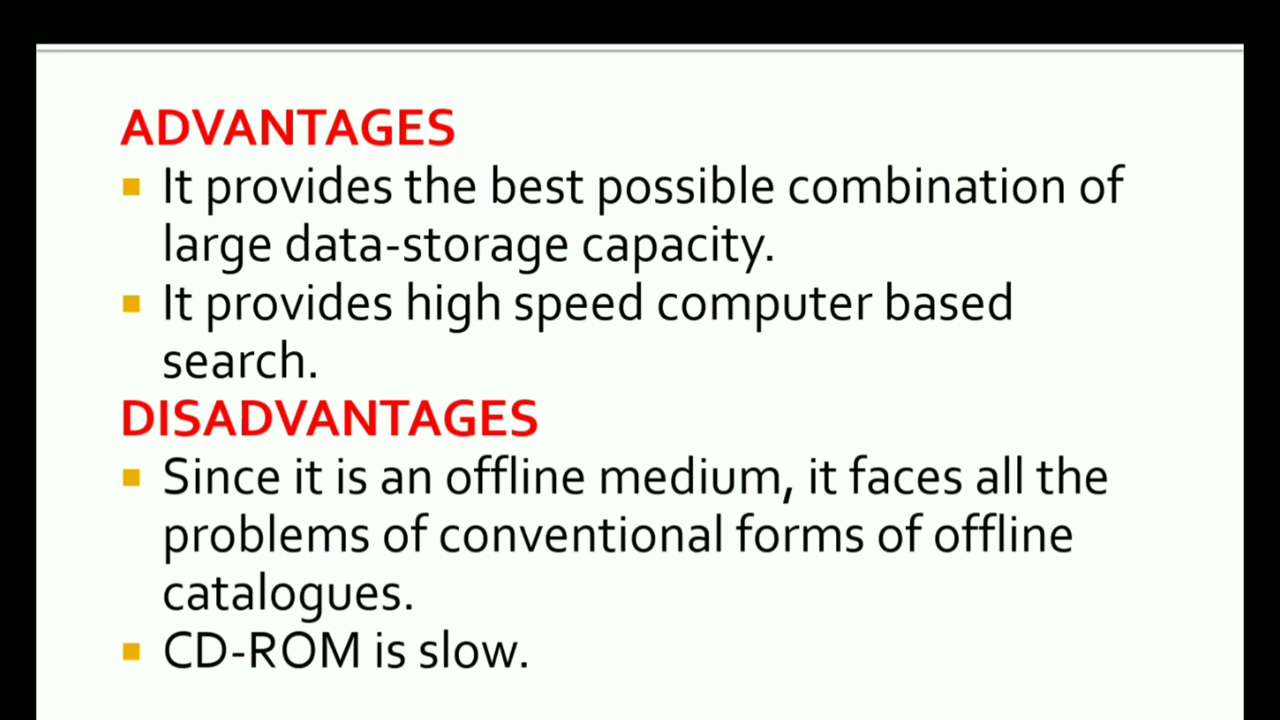 ADVANTAGES
It provides the best possible combination of
large data-storage capacity.
It provides high speed computer based
search.
DISADVANTAGES
Since it is an offline medium, it faces all the
problems of conventional forms of offline
catalogues.
CD-ROM is slow.